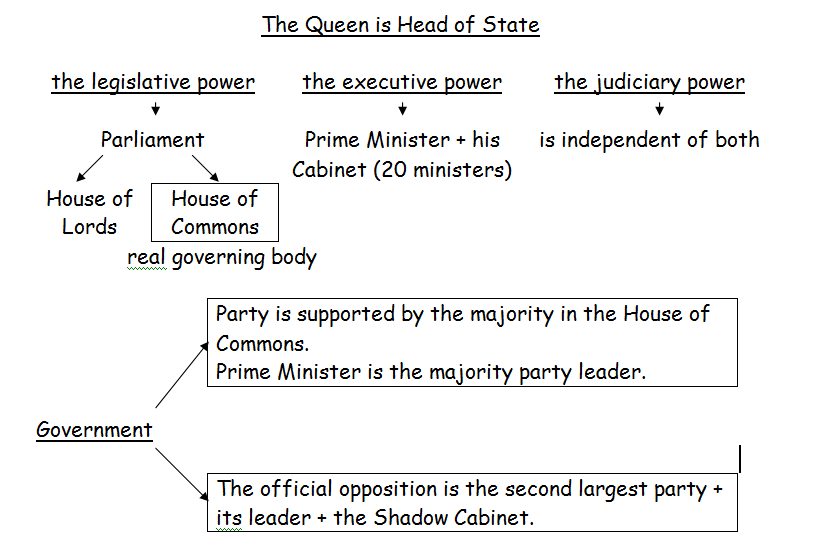 The Queen is Head of State
the legislative power
the executive power
the judiciary power
Parliament
Prime Minister + his
Cabinet (20 ministers)
is independent of both
House of
Lords
House of
Commons
real governing body
Party is supported by the majority in the House of
Commons.
Prime Minister is the majority party leader.
Government
The official opposition is the second largest party +
its leader + the Shadow Cabinet.